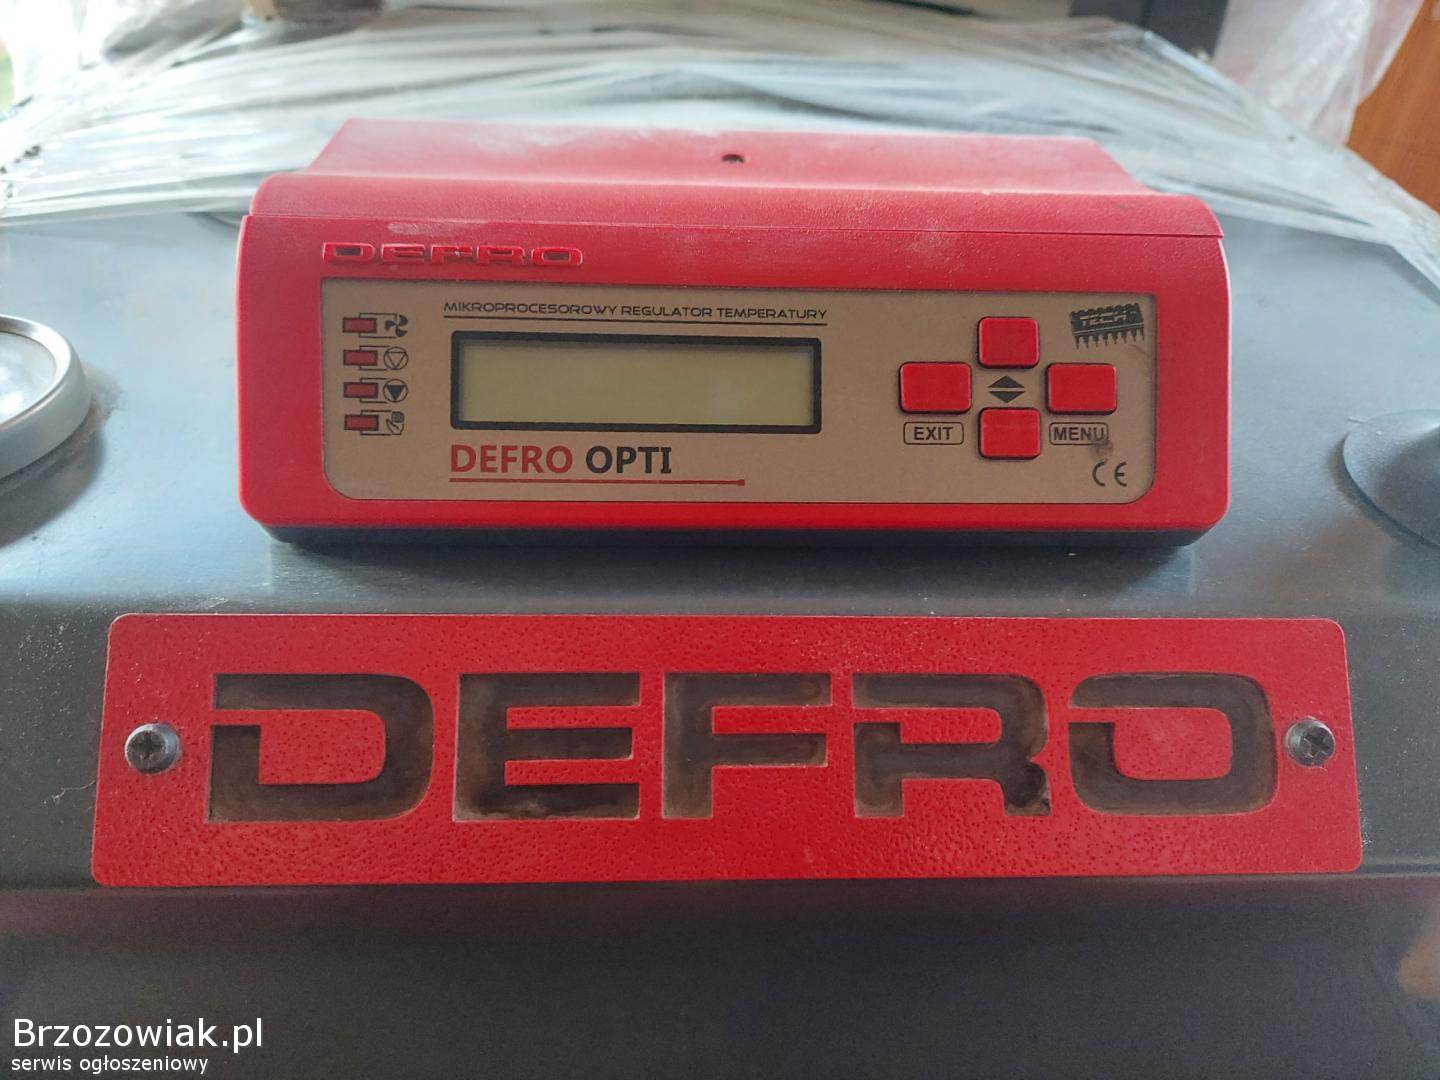 DEFRO
MIKROPROCESOROWY REGULATOR TEMPERATURY
TECH
EXIT
MENU
DEFRO OPTI
CE
DEFRO
Brzozowiak.pl
serwis ogłoszeniowy